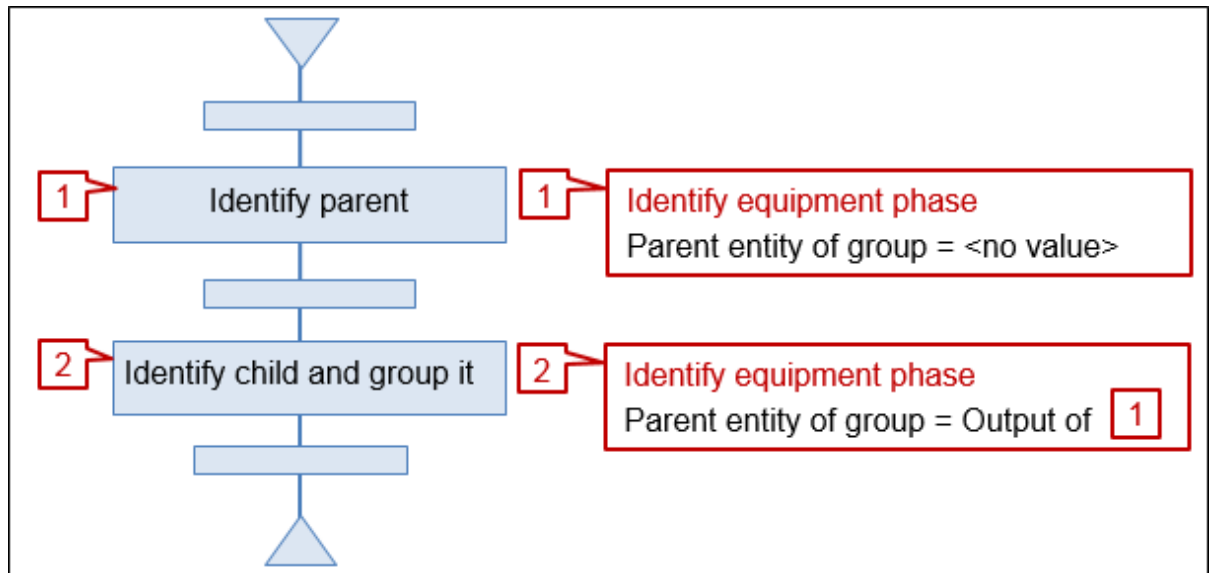 1
Identify parent
1
Identify equipment phase
Parent entity of group = <no value>
2
Identify child and group it
2
Identify equipment phase
Parent entity of group = Output of 1